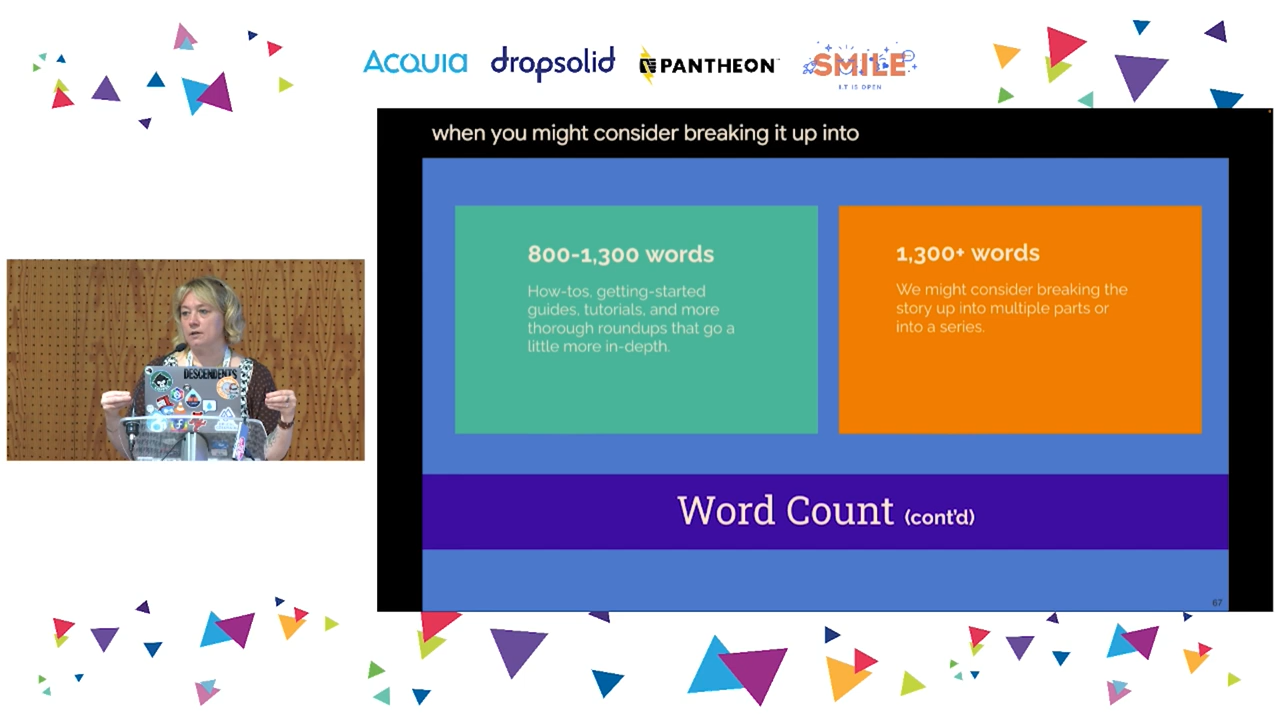 Acquia
dropsolid
PANTHEON
SMILE
I.T IS OPEN
when you might consider breaking it up into
800-1,300 words
How-tos, getting-started
guides, tutorials, and more
thorough roundups that go a
little more in-depth.
1,300+ words
We might consider breaking the
story up into multiple parts or
into a series.
Word Count (cont'd)
67
DESCENDENTS